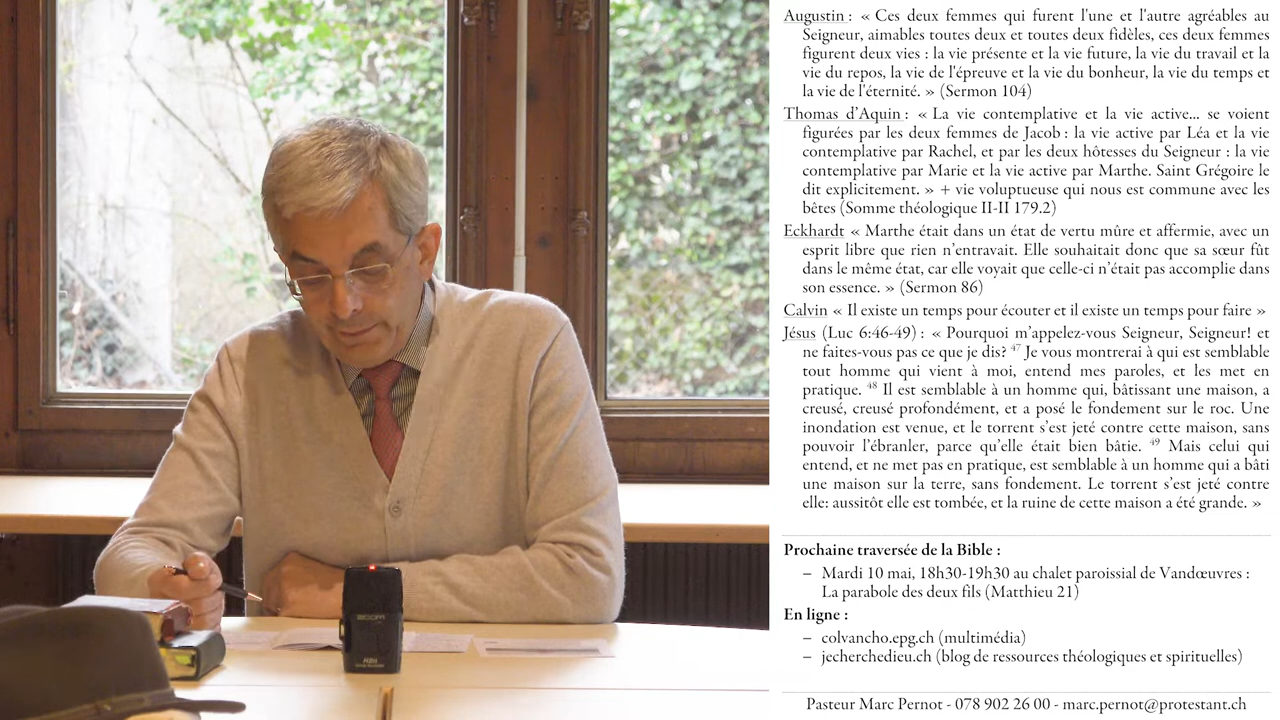 Augustin : « Ces deux femmes qui furent l'une et l'autre agréables au
Seigneur, aimables toutes deux et toutes deux fidèles, ces deux femmes
figurent deux vies : la vie présente et la vie future, la vie du travail et la
vie du repos, la vie de l'épreuve et la vie du bonheur, la vie du temps et
la vie de l'éternité. » (Sermon 104)
Thomas d’Aquin : « La vie contemplative et la vie active... se voient
figurées par les deux femmes de Jacob : la vie active par Léa et la vie
contemplative par Rachel, et par les deux hôtesses du Seigneur : la vie
contemplative par Marie et la vie active par Marthe. Saint Grégoire le
dit explicitement. » + vie voluptueuse qui nous est commune avec les
bêtes (Somme théologique II-II 179.2)
Eckhardt « Marthe était dans un état de vertu mûre et affermie, avec un
esprit libre que rien n’entravait. Elle souhaitait donc que sa sœur fût
dans le même état, car elle voyait que celle-ci n’était pas accomplie dans
son essence. » (Sermon 86)
Calvin « Il existe un temps pour écouter et il existe un temps pour faire »
Jésus (Luc 6:46-49) : « Pourquoi m’appelez-vous Seigneur, Seigneur! et
ne faites-vous pas ce que je dis? 47 Je vous montrerai à qui est semblable
tout homme qui vient à moi, entend mes paroles, et les met en
pratique. 48 Il est semblable à un homme qui, bâtissant une maison, a
creusé, creusé profondément, et a posé le fondement sur le roc. Une
inondation est venue, et le torrent s’est jeté contre cette maison, sans
pouvoir l’ébranler, parce qu’elle était bien bâtie. 49 Mais celui qui
entend, et ne met pas en pratique, est semblable à un homme qui a bâti
une maison sur la terre, sans fondement. Le torrent s’est jeté contre
elle: aussitôt elle est tombée, et la ruine de cette maison a été grande. »
Prochaine traversée de la Bible :
– Mardi 10 mai, 18h30-19h30 au chalet paroissial de Vandœuvres :
La parabole des deux fils (Matthieu 21)
En ligne :
– colvancho.epg.ch (multimédia)
– jecherchedieu.ch (blog de ressources théologiques et spirituelles)
Pasteur Marc Pernot - 078 902 26 00 - marc.pernot@protestant.ch
zoom
H2n